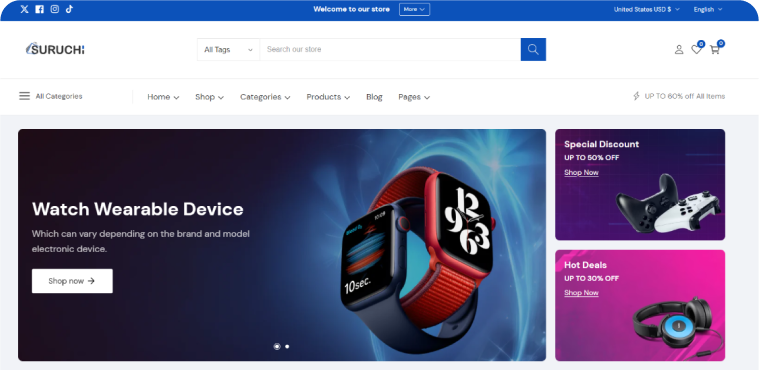 Welcome to our store
More
United States USD $
English
SURUCHI
All Tags
Search our store
0
0
All Categories
Home
Shop
Categories
Products
Blog
Pages
UP TO 60% off All Items
Watch Wearable Device
Which can vary depending on the brand and model
electronic device.
Shop now →
10sec.
12
3
6
Special Discount
UP TO 50% OFF
Shop Now
Hot Deals
UP TO 30% OFF
Shop Now